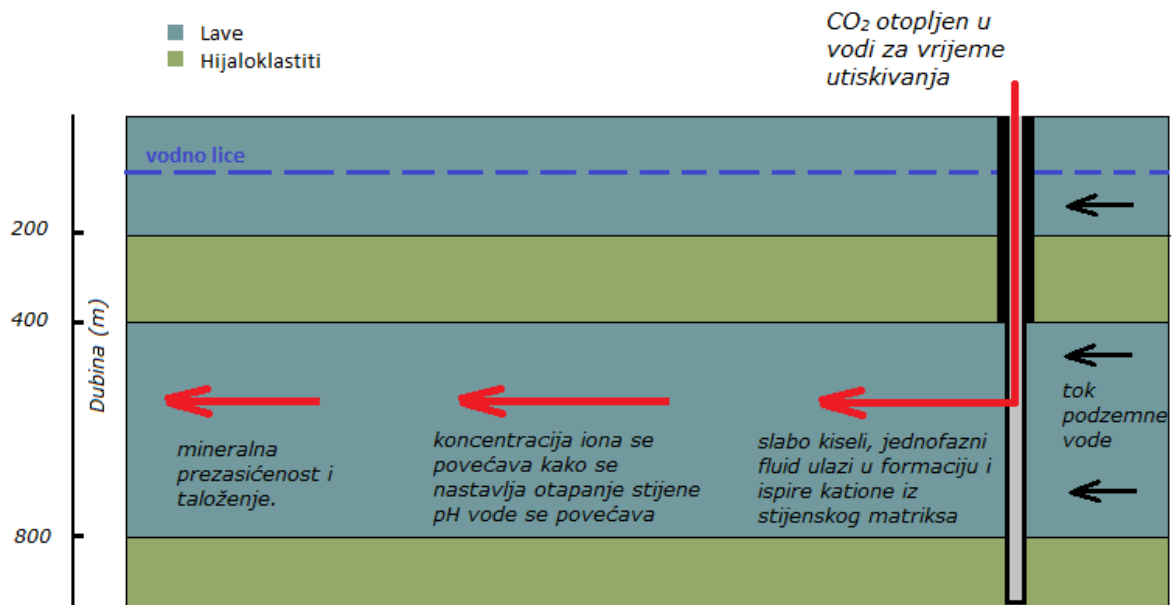 Lave
Hijaloklastiti
CO₂ otopljen u
vodi za vrijeme
utiskivanja
vodno lice
200
400
800
Dubina (m)
mineralna
prezasićenost i
taloženje.
koncentracija iona se
povećava kako se
nastavlja otapanje stijene
pH vode se povećava
slabo kiseli, jednofazni
fluid ulazi u formaciju i
ispire katione iz
stijenskog matriksa
tok
podzemne
vode